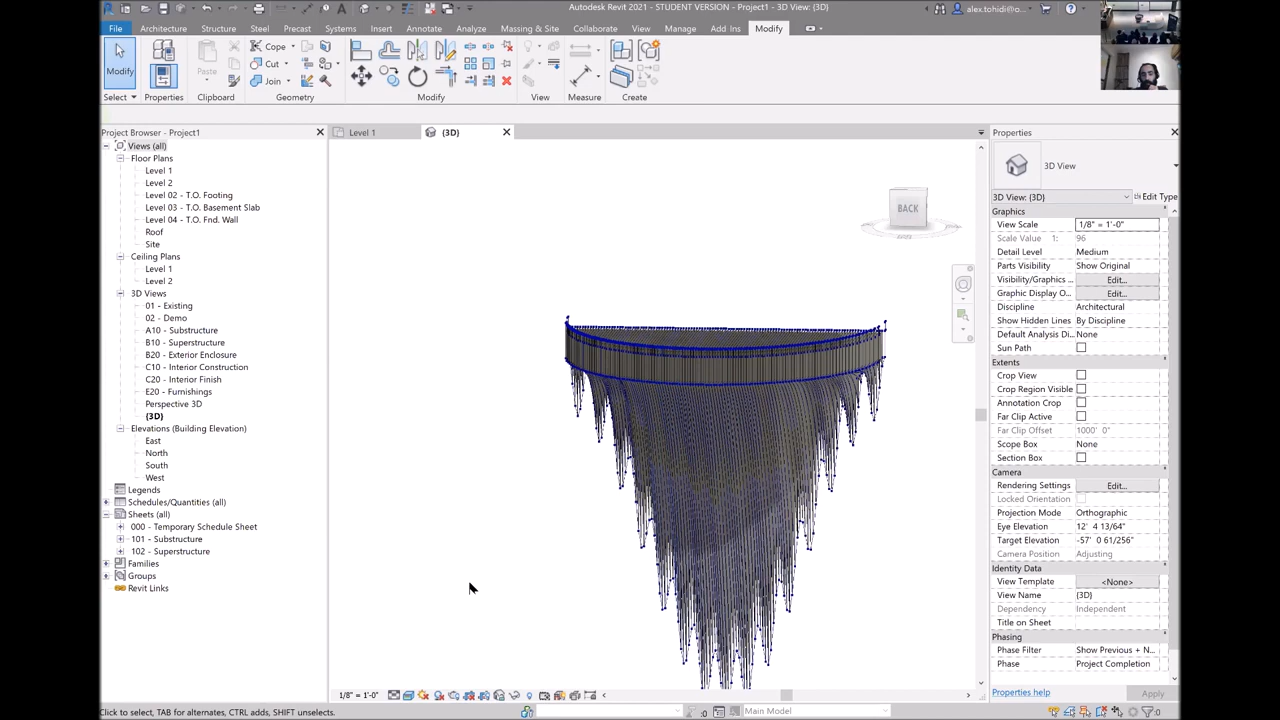 Autodesk Revit 2021 - STUDENT VERSION - Project1 - 3D View: {3D}
alex.tohidi@o...
File Architecture Structure Steel Precast Systems Insert Annotate Analyze Massing & Site Collaborate View Manage Add Ins Modify
Modify
Select
Properties
Paste
Clipboard
Cope
Cut
Join
Geometry
Modify
View
Measure
Create
Project Browser - Project1
Views (all)
Floor Plans
Level 1
Level 2
Level 02 - T.O. Footing
Level 03 - T.O. Basement Slab
Level 04 - T.O. Fnd. Wall
Roof
Site
Ceiling Plans
Level 1
Level 2
3D Views
01 - Existing
02 - Demo
A10 - Substructure
B10 - Superstructure
B20 - Exterior Enclosure
C10 - Interior Construction
C20 - Interior Finish
E20 - Furnishings
Perspective 3D
{3D}
Elevations (Building Elevation)
East
North
South
West
Legends
Schedules/Quantities (all)
Sheets (all)
000 - Temporary Schedule Sheet
101 - Substructure
102 - Superstructure
Families
Groups
Revit Links
Level 1
(3D)
BACK
Properties
3D View
3D View: {3D} Edit Type
Graphics
View Scale 1/8" = 1'-0"
Scale Value 1: 96
Detail Level Medium
Parts Visibility Show Original
Visibility/Graphics ... Edit...
Graphic Display O... Edit...
Discipline Architectural
Show Hidden Lines By Discipline
Default Analysis Di... None
Sun Path
Extents
Crop View
Crop Region Visible
Annotation Crop
Far Clip Active
Far Clip Offset 1000' 0"
Scope Box None
Section Box
Camera
Rendering Settings Edit...
Locked Orientation
Projection Mode Orthographic
Eye Elevation 12' 4 13/64"
Target Elevation -57' 0 61/256"
Camera Position Adjusting
Identity Data
View Template <None>
View Name {3D}
Dependency Independent
Title on Sheet
Phasing
Phase Filter Show Previous + N...
Phase Project Completion
Properties help
Apply
1/8" = 1'-0"
Click to select, TAB for alternates, CTRL adds, SHIFT unselects.
:0
Main Model
:0